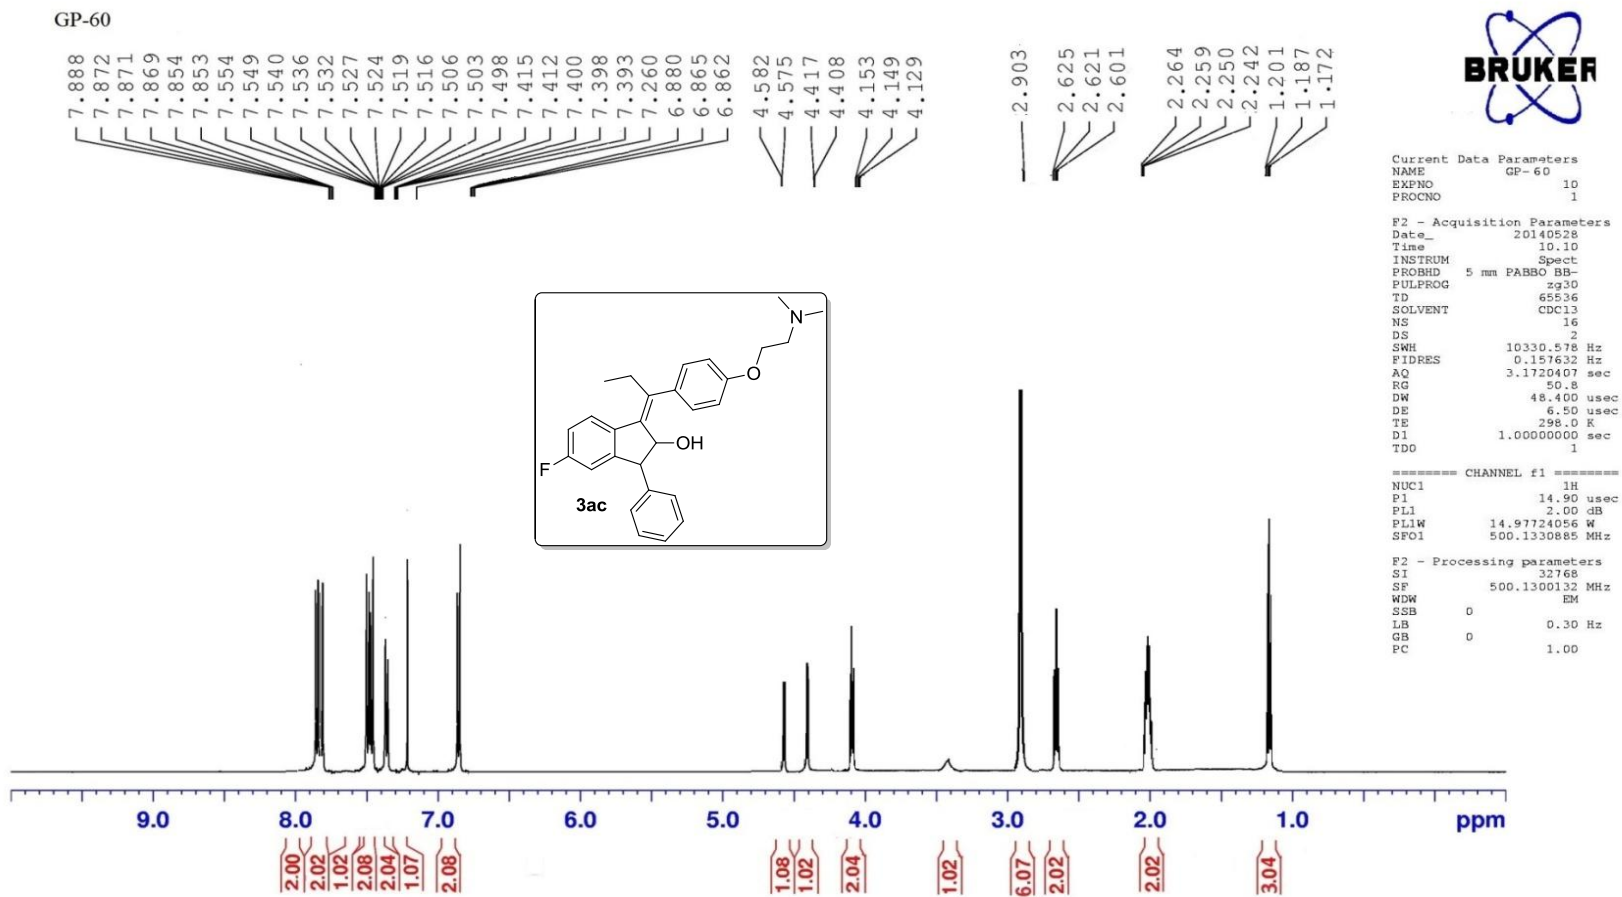 GP-60
7.888
7.872
7.871
7.869
7.854
7.853
7.554
7.549
7.540
7.536
7.532
7.527
7.524
7.519
7.516
7.506
7.503
7.498
7.415
7.412
7.400
7.398
7.393
7.260
6.880
6.865
6.862
4.582
4.575
4.417
4.408
4.153
4.149
4.129
2.903
2.625
2.621
2.601
2.264
2.259
2.250
2.242
1.201
1.187
1.172
BRUKER
Current Data Parameters
NAME GP-60
EXPNO 10
PROCNO 1
F2 - Acquisition Parameters
Date_ 20140528
Time 10.10
INSTRUM Spect
PROBHD 5 mm PABBO BB-
PULPROG zg30
TD 65536
SOLVENT CDCl3
NS 16
DS 2
SWH 10330.578 Hz
FIDRES 0.157632 Hz
AQ 3.1720407 sec
RG 50.8
DW 48.400 usec
DE 6.50 usec
TE 298.0 K
D1 1.00000000 sec
TD0 1
======== CHANNEL f1 ========
NUC1 1H
P1 14.90 usec
PL1 2.00 dB
PL1W 14.97724056 W
SFO1 500.1330885 MHz
F2 - Processing parameters
SI 32768
SF 500.1300132 MHz
WDW EM
SSB 0
LB 0.30 Hz
GB 0
PC 1.00
N
O
OH
F
3ac
9.0 8.0 7.0 6.0 5.0 4.0 3.0 2.0 1.0 ppm
2.00
2.02
1.02
2.08
2.04
1.07
2.08
1.08
1.02
2.04
1.02
6.07
2.02
2.02
3.04